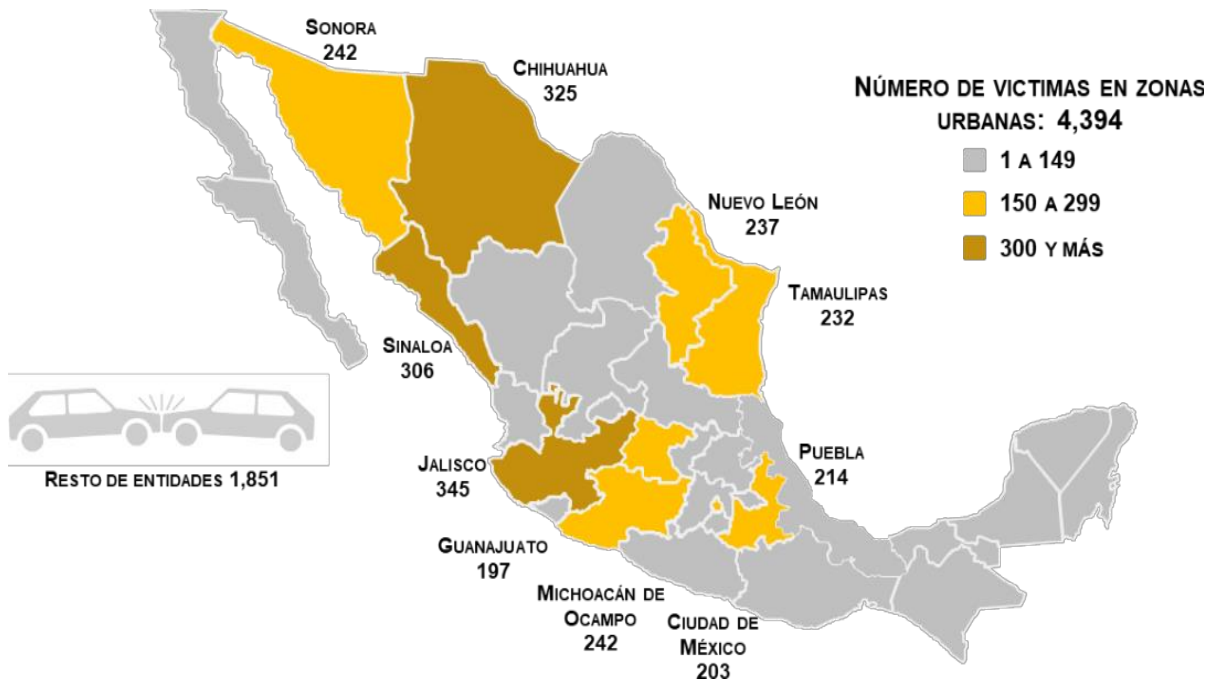 SONORA
242
CHIHUAHUA
325
NÚMERO DE VICTIMAS EN ZONAS
URBANAS: 4,394
1 A 149
150 A 299
300 Y MÁS
NUEVO LEÓN
237
TAMAULIPAS
232
SINALOA
306
RESTO DE ENTIDADES 1,851
JALISCO
345
PUEBLA
214
GUANAJUATO
197
MICHOACÁN DE
OCAMPO
242
CIUDAD DE
MÉXICO
203